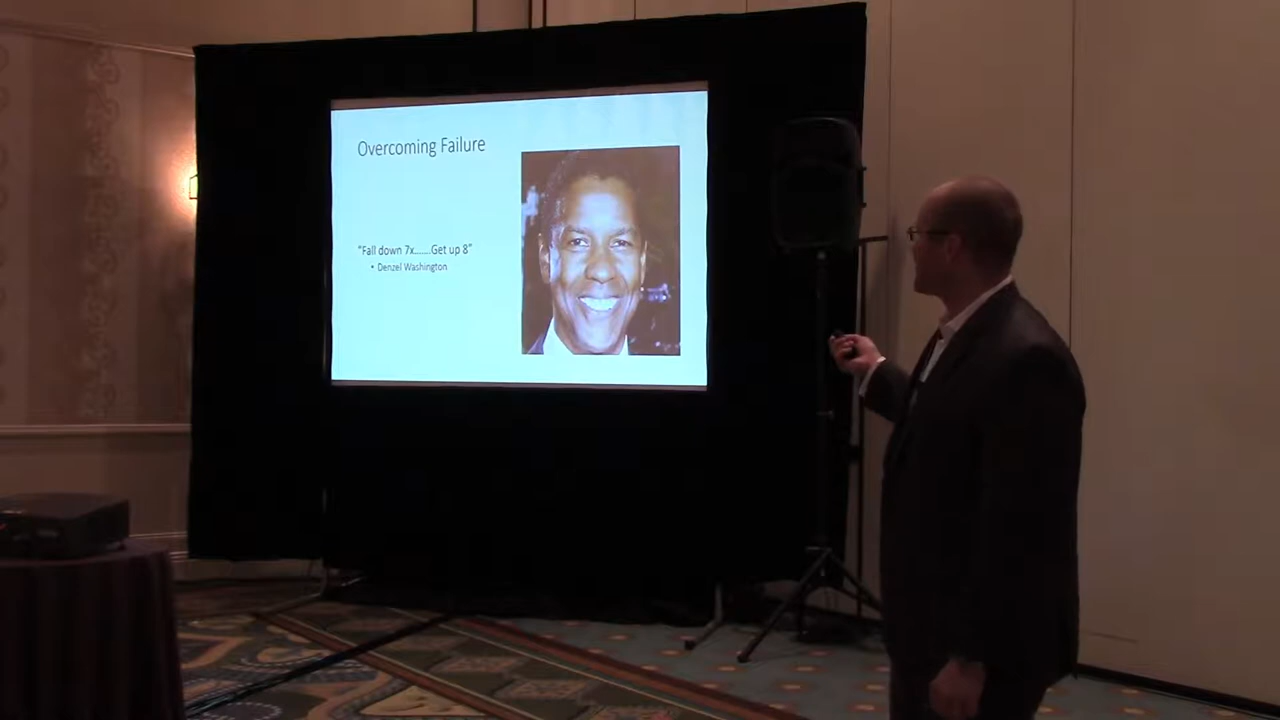 Overcoming Failure
"Fall down 7x.......Get up 8"
• Denzel Washington